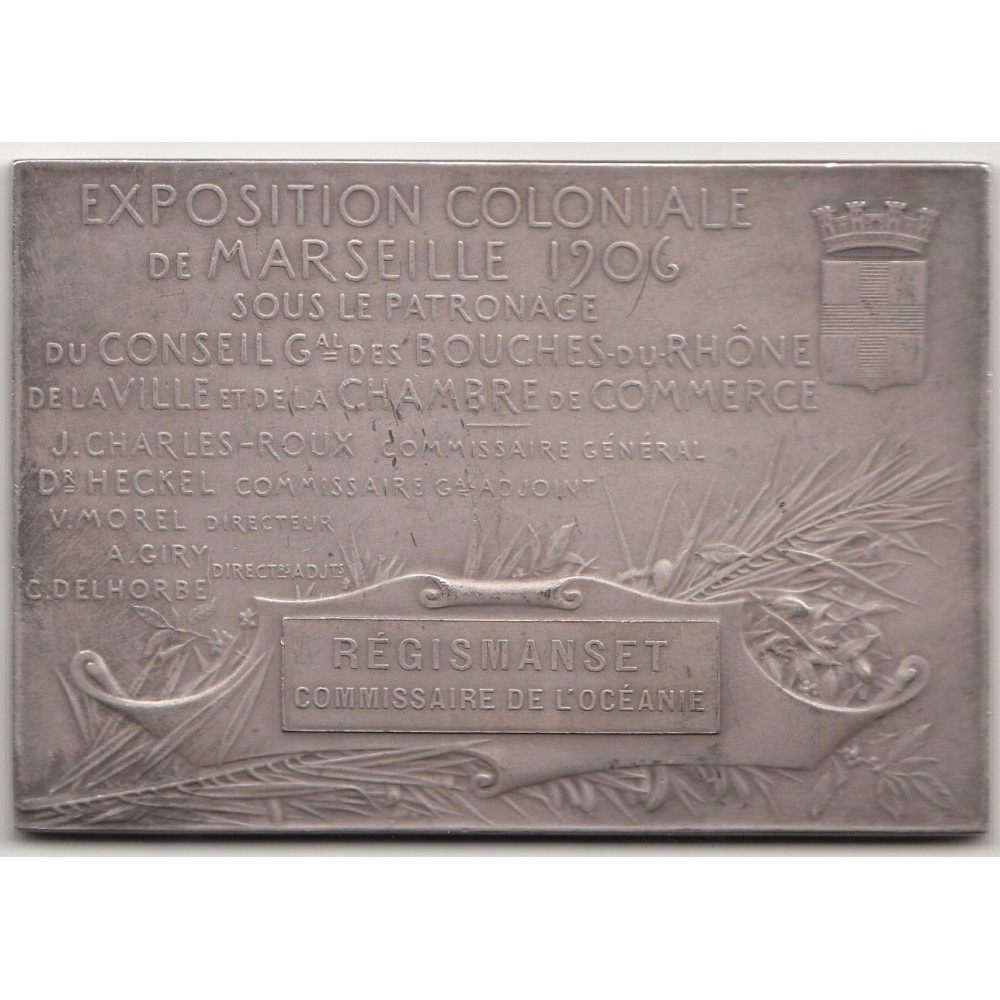 EXPOSITION COLONIALE
DE MARSEILLE 1906
SOUS LE PATRONAGE
DU CONSEIL GAL DES BOUCHES-DU-RHÔNE
DE LA VILLE ET DE LA CHAMBRE DE COMMERCE
J. CHARLES-ROUX COMMISSAIRE GÉNÉRAL
DR HECKEL COMMISSAIRE GAL ADJOINT
V. MOREL DIRECTEUR
A. GIRY
C. DELHORBE
DIRECTRS ADJTS
RÉGISMANSET
COMMISSAIRE DE L'OCÉANIE